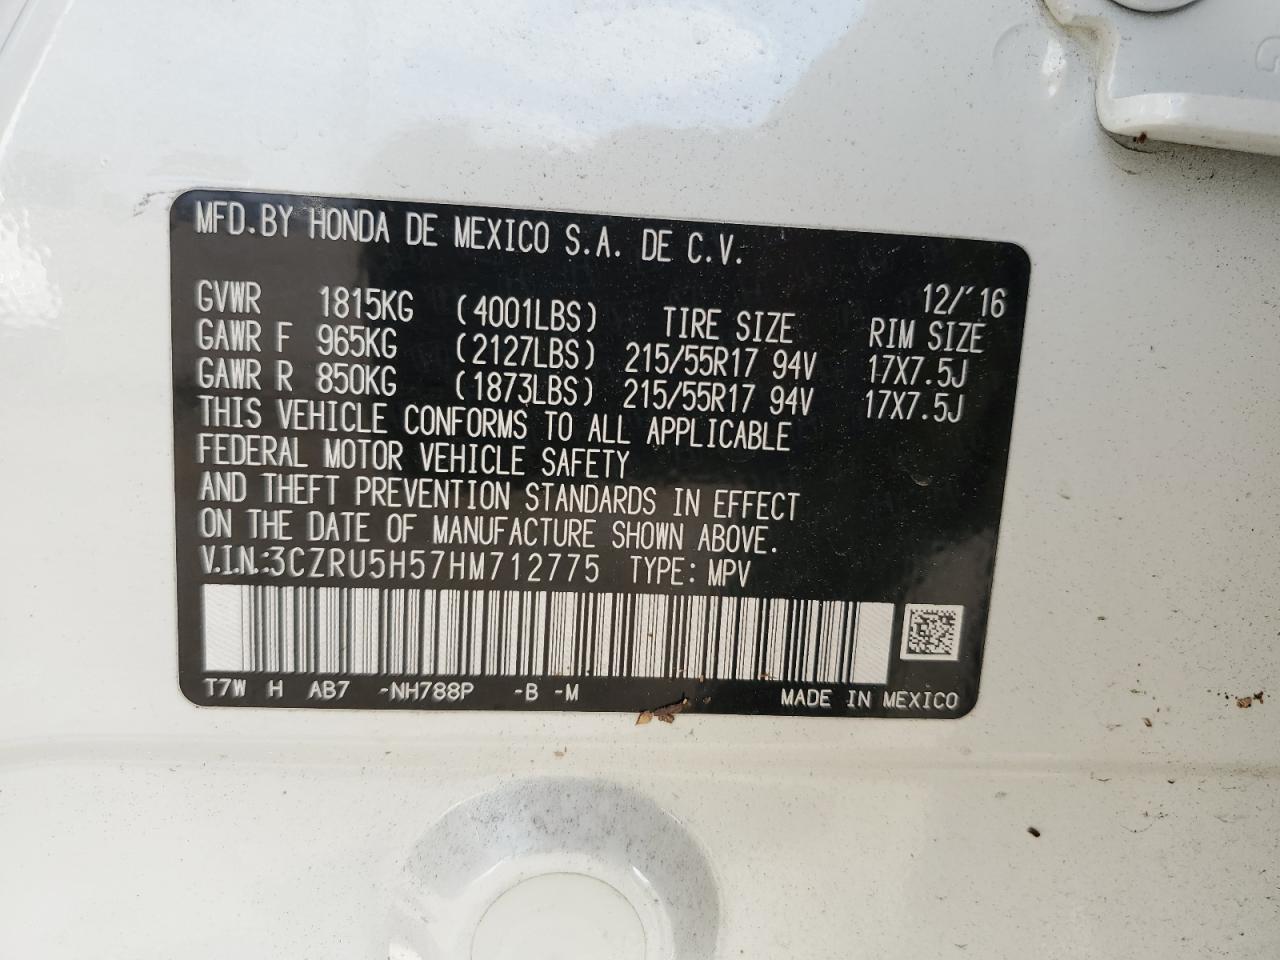 MFD.BY HONDA DE MEXICO S.A. DE C.V.
12/'16
GVWR 1815KG (4001LBS) TIRE SIZE RIM SIZE
GAWR F 965KG (2127LBS) 215/55R17 94V 17X7.5J
GAWR R 850KG (1873LBS) 215/55R17 94V 17X7.5J
THIS VEHICLE CONFORMS TO ALL APPLICABLE
FEDERAL MOTOR VEHICLE SAFETY
AND THEFT PREVENTION STANDARDS IN EFFECT
ON THE DATE OF MANUFACTURE SHOWN ABOVE.
V.I.N.:3CZRU5H57HM712775 TYPE: MPV
T7W H AB7 -NH788P -B -M MADE IN MEXICO